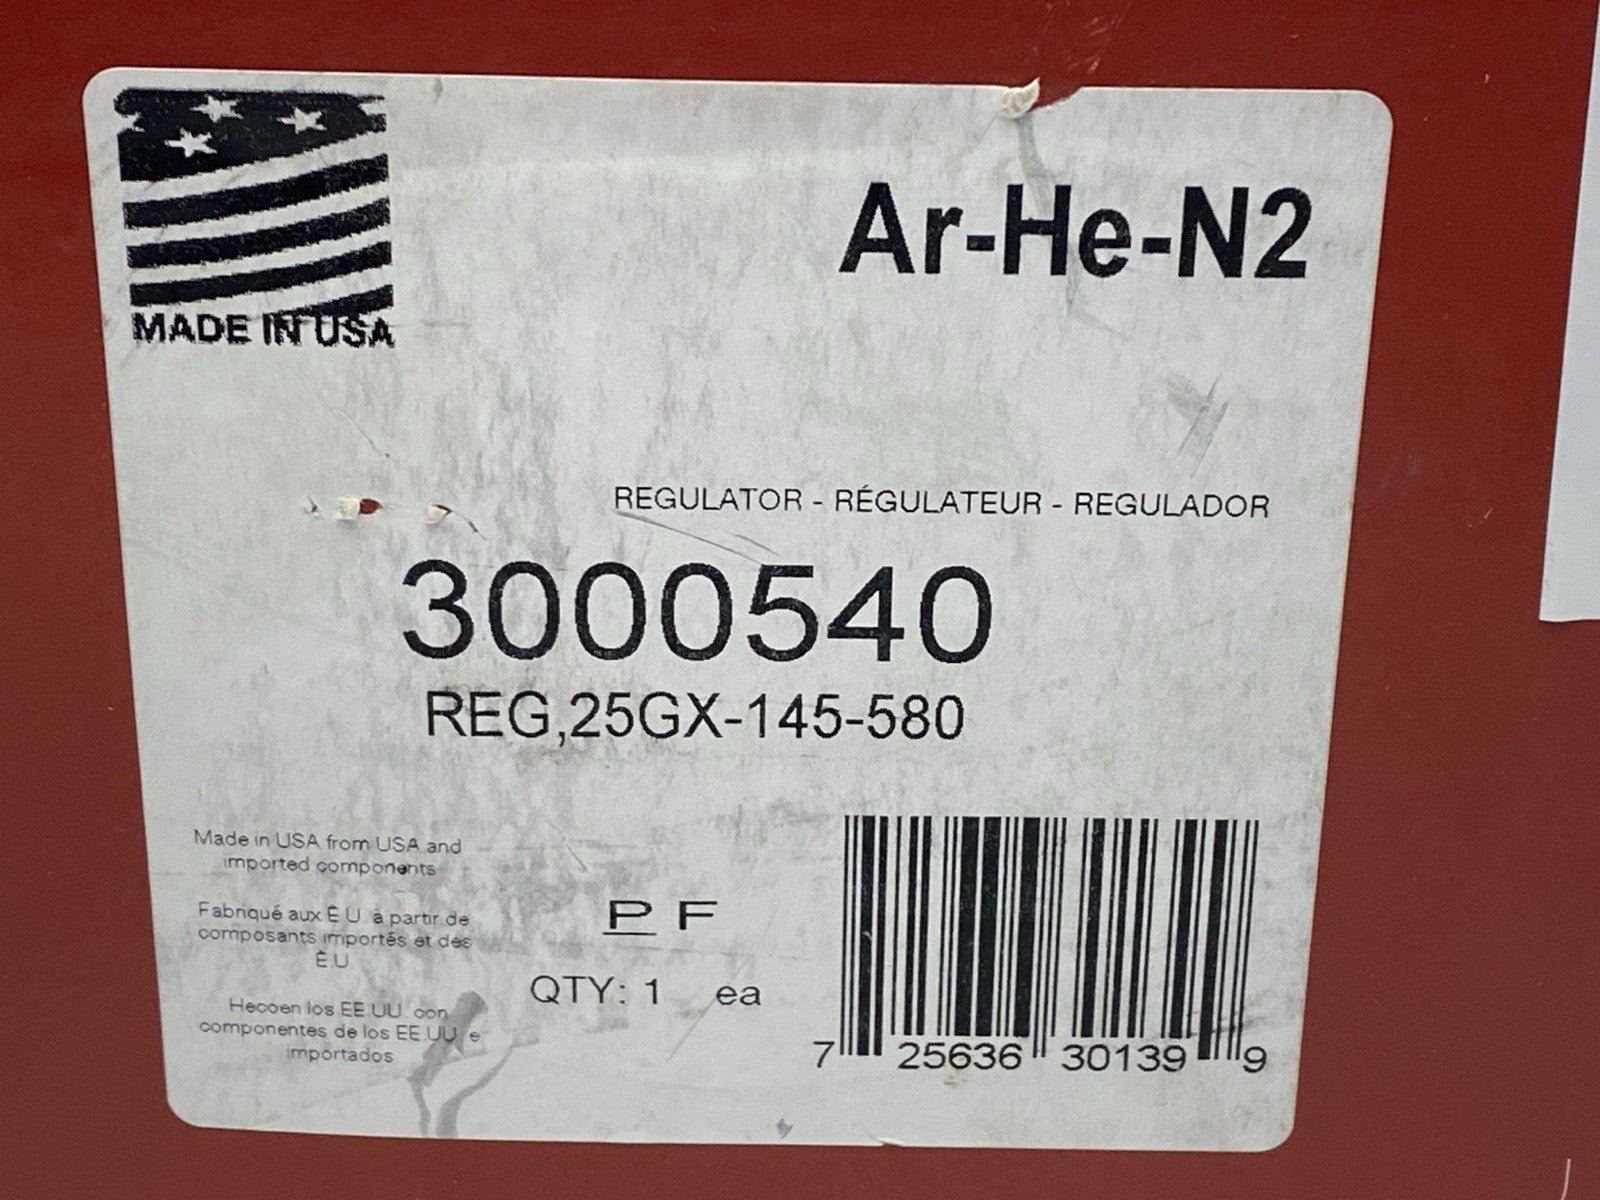 MADE IN USA
Ar-He-N2
REGULATOR - RÉGULATEUR - REGULADOR
3000540
REG,25GX-145-580
Made in USA from USA and
imported components
Fabriqué aux É U à partir de
composants importés et des
É U
Hecoen los EE.UU. con
componentes de los EE.UU. e
importados
P F
QTY: 1 ea
7 25636 30139 9